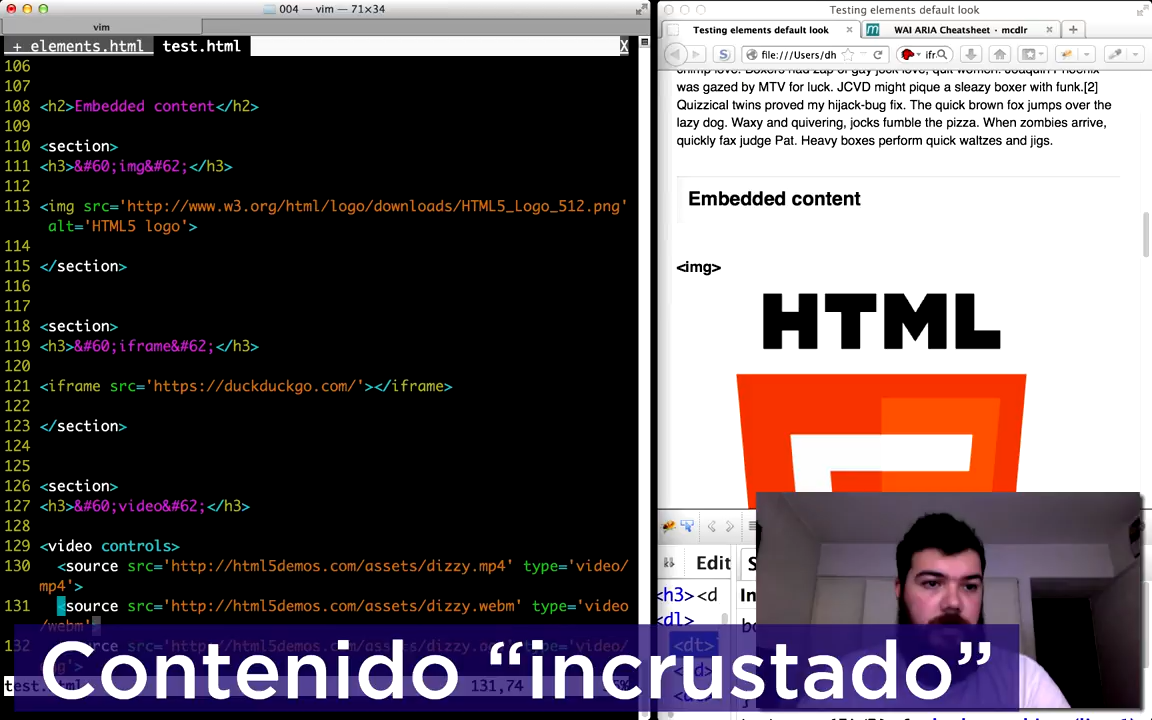 004 — vim — 71×34
vim
+ elements.html test.html X
106
107
108 <h2>Embedded content</h2>
109
110 <section>
111 <h3>&#60;img&#62;</h3>
112
113 <img src='http://www.w3.org/html/logo/downloads/HTML5_Logo_512.png'
alt='HTML5 logo'>
114
115 </section>
116
117
118 <section>
119 <h3>&#60;iframe&#62;</h3>
120
121 <iframe src='https://duckduckgo.com/'></iframe>
122
123 </section>
124
125
126 <section>
127 <h3>&#60;video&#62;</h3>
128
129 <video controls>
130 <source src='http://html5demos.com/assets/dizzy.mp4' type='video/
mp4'>
131 <source src='http://html5demos.com/assets/dizzy.webm' type='video
/webm'
132
test.html 131,74
Testing elements default look
Testing elements default look × WAI ARIA Cheatsheet · mcdlr × +
file:///Users/dh ifr
was gazed by MTV for luck. JCVD might pique a sleazy boxer with funk.[2]
Quizzical twins proved my hijack-bug fix. The quick brown fox jumps over the
lazy dog. Waxy and quivering, jocks fumble the pizza. When zombies arrive,
quickly fax judge Pat. Heavy boxes perform quick waltzes and jigs.
Embedded content
<img>
HTML
Edit
<h3><d
<dl>
<dt>
Contenido “incrustado”